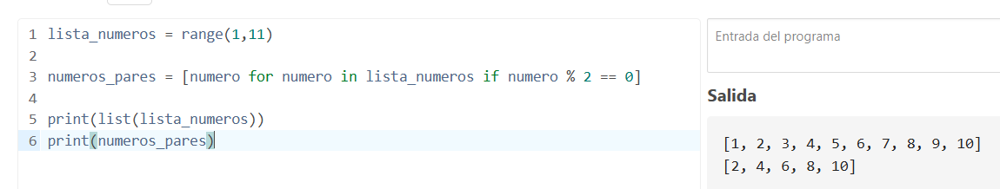 1 lista_numeros = range(1,11)
2
3 numeros_pares = [numero for numero in lista_numeros if numero % 2 == 0]
4
5 print(list(lista_numeros))
6 print(numeros_pares)
Entrada del programa
Salida
[1, 2, 3, 4, 5, 6, 7, 8, 9, 10]
[2, 4, 6, 8, 10]